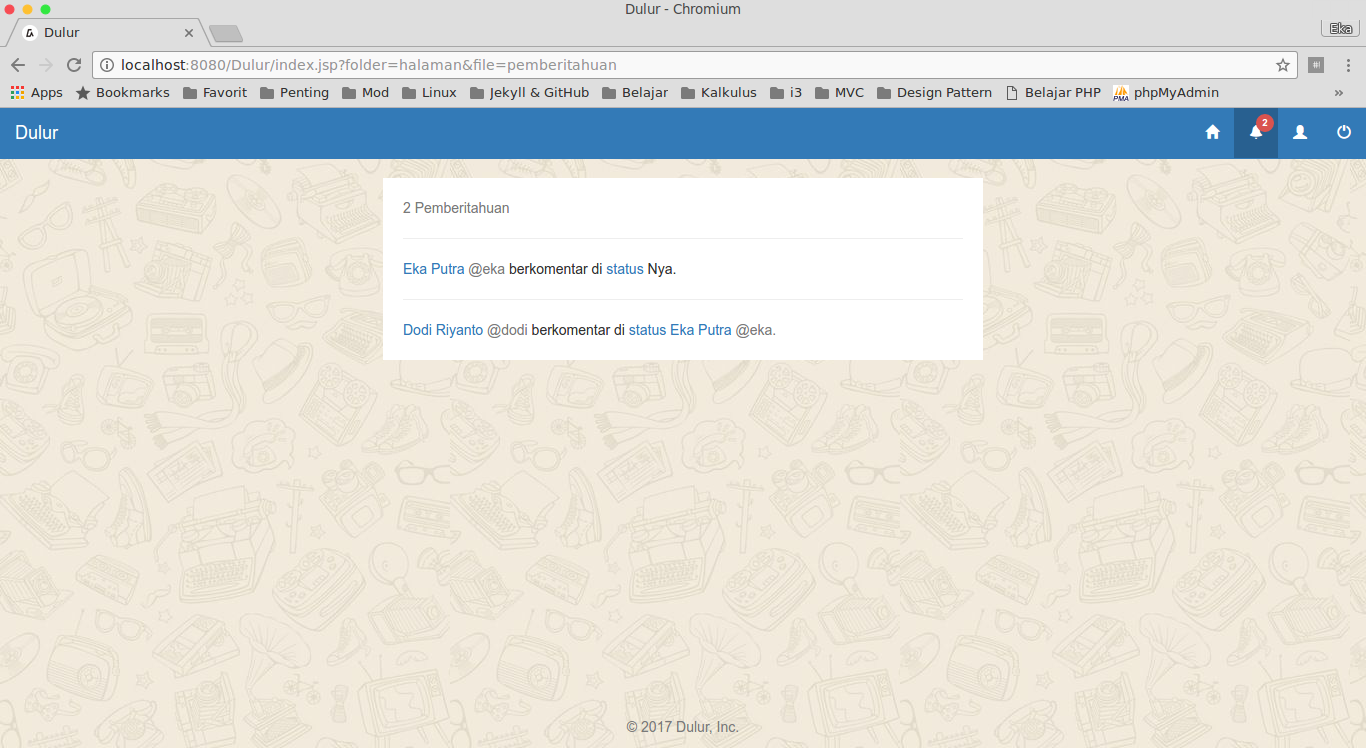 Dulur - Chromium
Dulur
Eka
localhost:8080/Dulur/index.jsp?folder=halaman&file=pemberitahuan
#!
Apps Bookmarks Favorit Penting Mod Linux Jekyll & GitHub Belajar Kalkulus i3 MVC Design Pattern Belajar PHP PMA phpMyAdmin »
Dulur 2
2 Pemberitahuan
Eka Putra @eka berkomentar di status Nya.
Dodi Riyanto @dodi berkomentar di status Eka Putra @eka.
© 2017 Dulur, Inc.